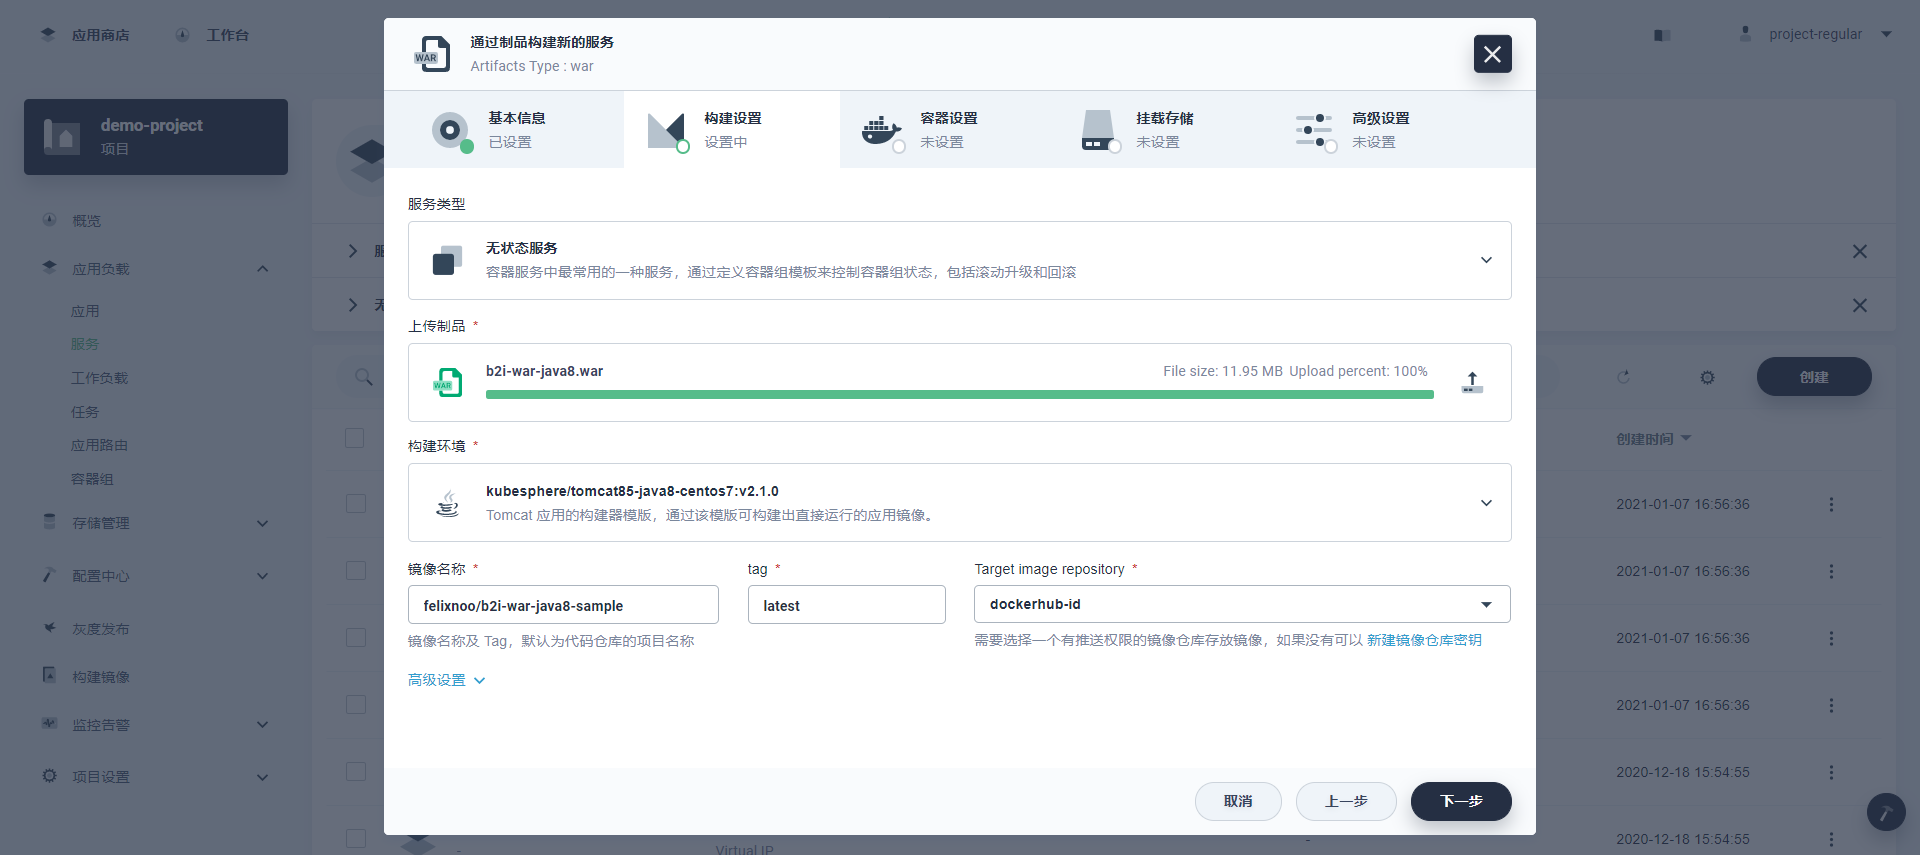 应用商店
工作台
project-regular
demo-project
项目
概览
应用负载
应用
服务
工作负载
任务
应用路由
容器组
存储管理
配置中心
灰度发布
构建镜像
监控告警
项目设置
WAR
通过制品构建新的服务
Artifacts Type : war
基本信息
已设置
构建设置
设置中
容器设置
未设置
挂载存储
未设置
高级设置
未设置
服务类型
无状态服务
容器服务中最常用的一种服务，通过定义容器组模板来控制容器组状态，包括滚动升级和回滚
上传制品 *
WAR
b2i-war-java8.war
File size: 11.95 MB Upload percent: 100%
构建环境 *
kubesphere/tomcat85-java8-centos7:v2.1.0
Tomcat 应用的构建器模版，通过该模版可构建出直接运行的应用镜像。
镜像名称 *
tag *
Target image repository *
felixnoo/b2i-war-java8-sample
latest
dockerhub-id
镜像名称及 Tag，默认为代码仓库的项目名称
需要选择一个有推送权限的镜像仓库存放镜像，如果没有可以 新建镜像仓库密钥
高级设置
取消
上一步
下一步
创建
创建时间
2021-01-07 16:56:36
2021-01-07 16:56:36
2021-01-07 16:56:36
2021-01-07 16:56:36
2020-12-18 15:54:55
- Virtual IP - 2020-12-18 15:54:55